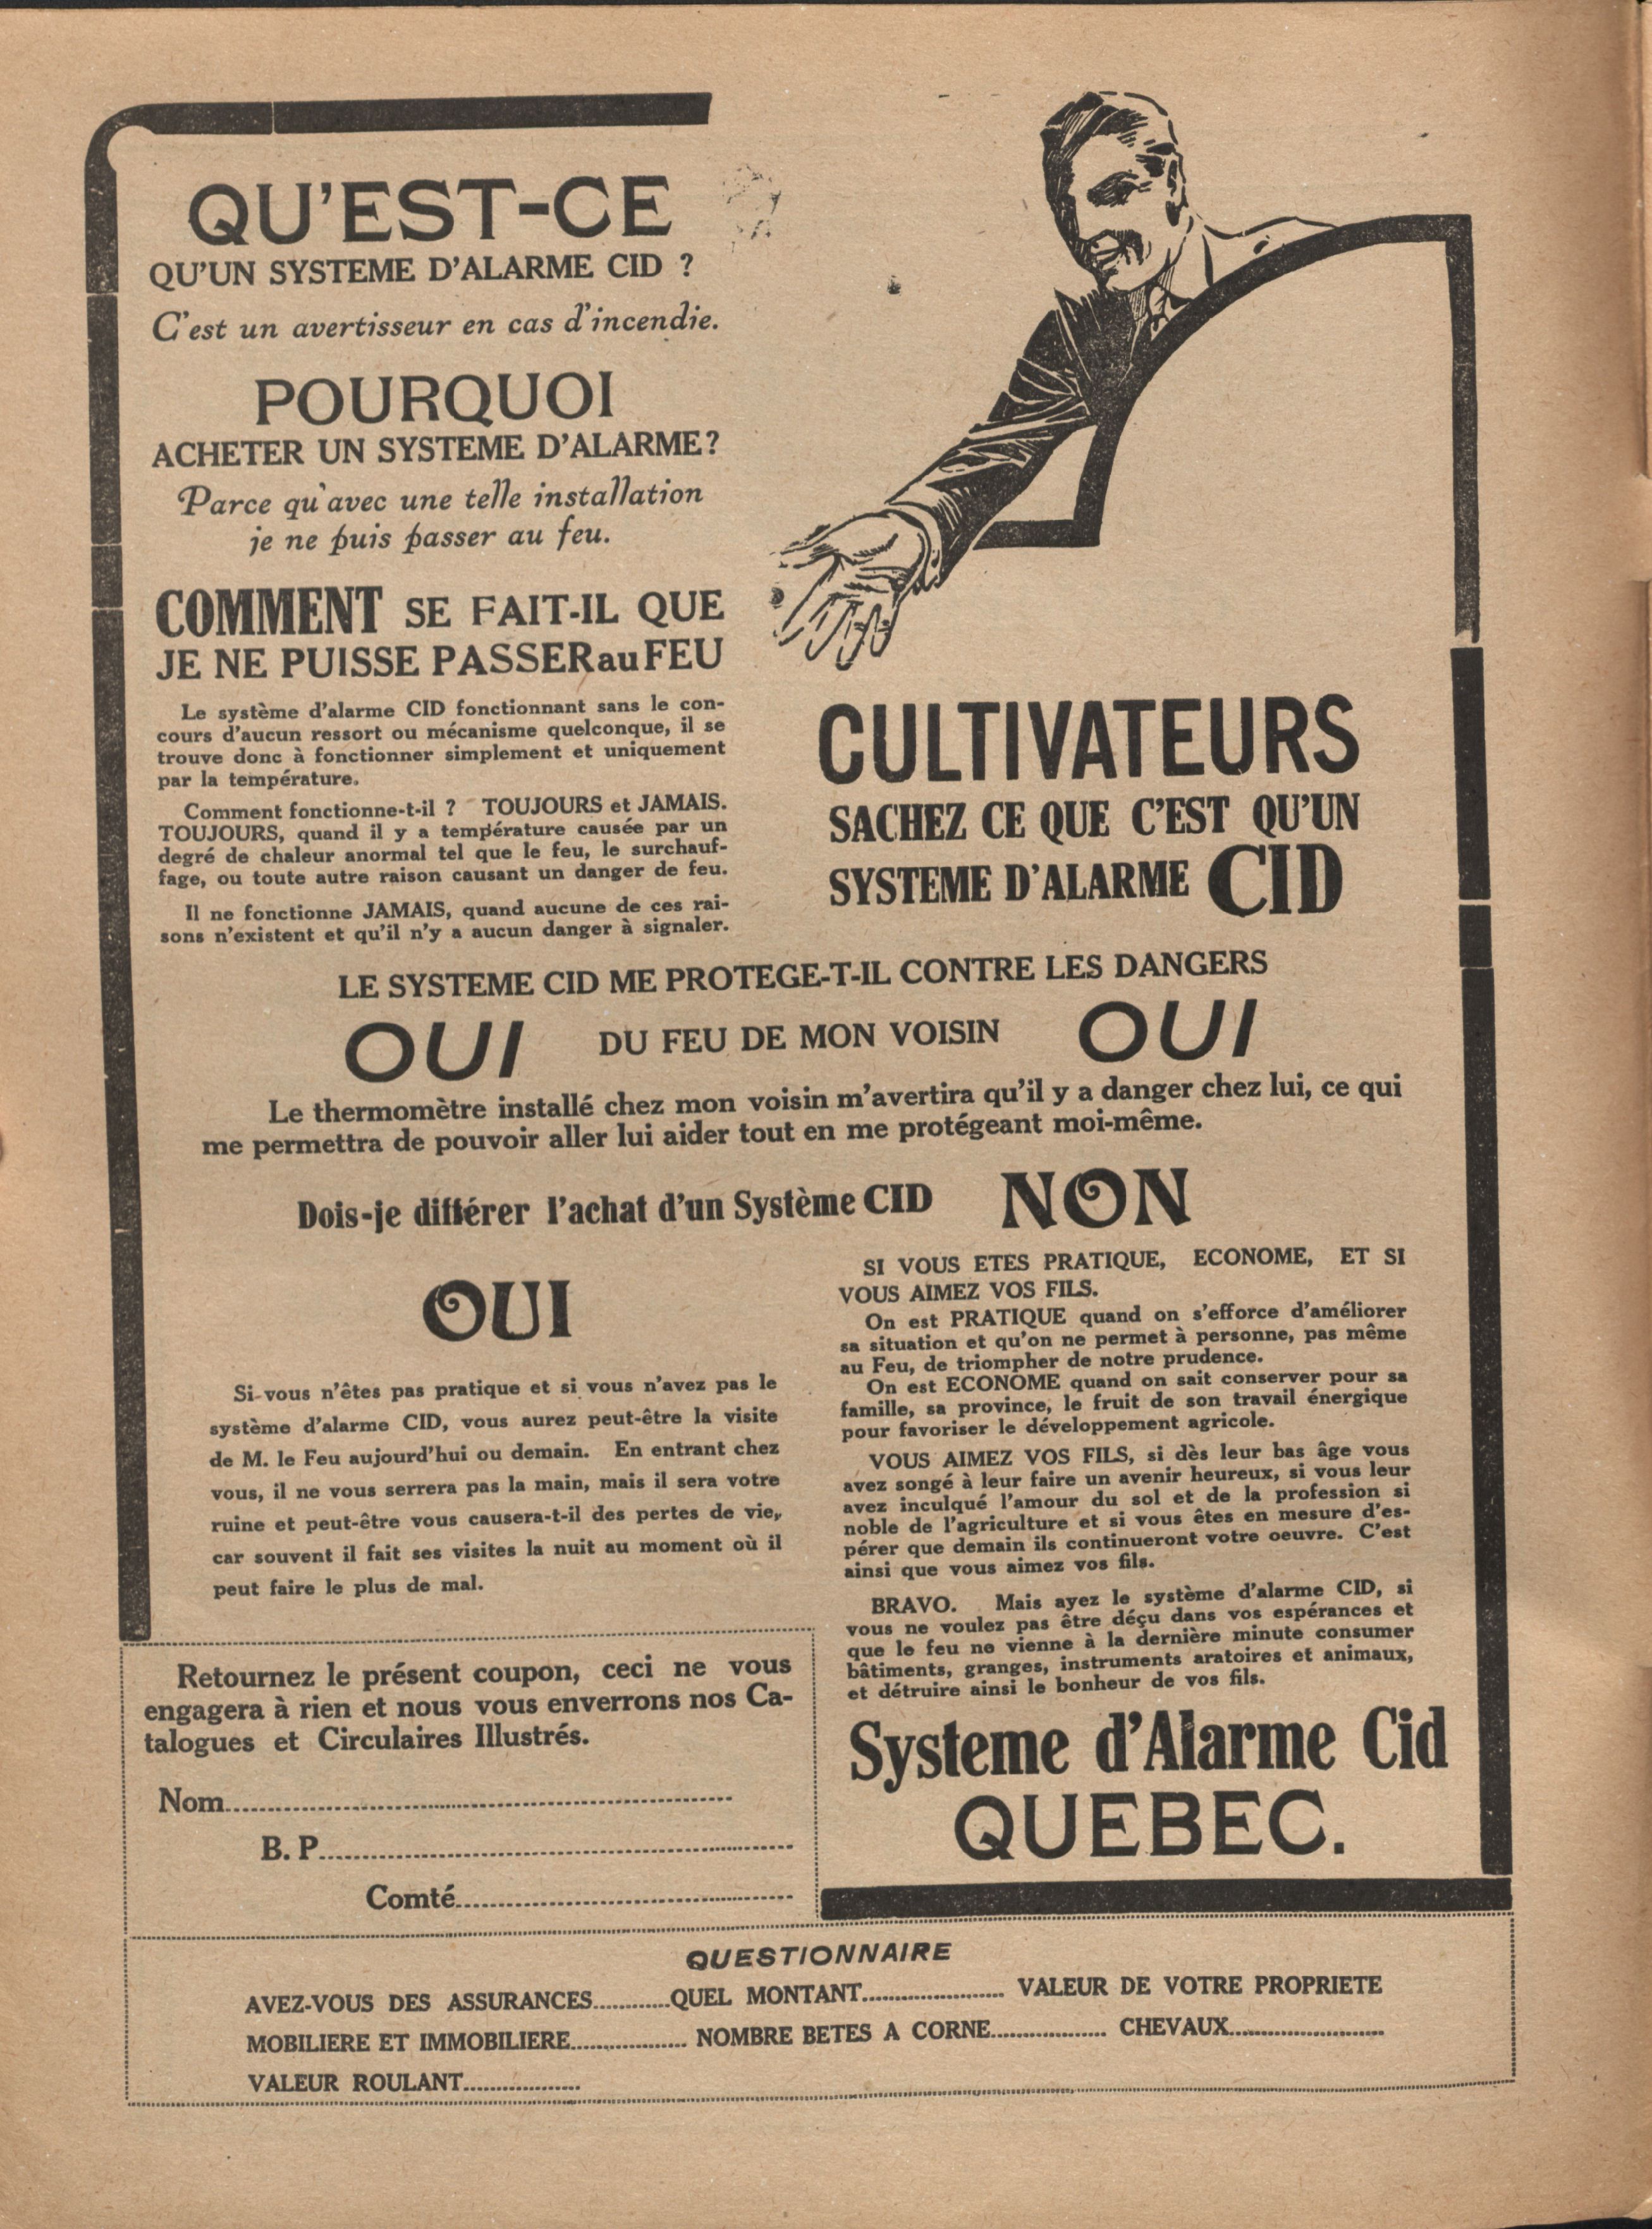 QU'EST-CE
QU'UN SYSTEME D'ALARME CID ?
C'est un avertisseur en cas d'incendie.
POURQUOI
ACHETER UN SYSTEME D'ALARME?
Parce qu'avec une telle installation
je ne puis passer au feu.
COMMENT SE FAIT-IL QUE
JE NE PUISSE PASSER au FEU
Le système d'alarme CID fonctionnant sans le con-
cours d'aucun ressort ou mécanisme quelconque, il se
trouve donc à fonctionner simplement et uniquement
par la température.
Comment fonctionne-t-il ? TOUJOURS et JAMAIS.
TOUJOURS, quand il y a température causée par un
degré de chaleur anormal tel que le feu, le surchauf-
fage, ou toute autre raison causant un danger de feu.
Il ne fonctionne JAMAIS, quand aucune de ces rai-
sons n'existent et qu'il n'y a aucun danger à signaler.
CULTIVATEURS
SACHEZ CE QUE C'EST QU'UN
SYSTEME D'ALARME CID
LE SYSTEME CID ME PROTEGE-T-IL CONTRE LES DANGERS
OUI DU FEU DE MON VOISIN OUI
Le thermomètre installé chez mon voisin m'avertira qu'il y a danger chez lui, ce qui
me permettra de pouvoir aller lui aider tout en me protégeant moi-même.
Dois-je différer l'achat d'un Système CID NON
OUI
Si vous n'êtes pas pratique et si vous n'avez pas le
système d'alarme CID, vous aurez peut-être la visite
de M. le Feu aujourd'hui ou demain. En entrant chez
vous, il ne vous serrera pas la main, mais il sera votre
ruine et peut-être vous causera-t-il des pertes de vie,
car souvent il fait ses visites la nuit au moment où il
peut faire le plus de mal.
SI VOUS ETES PRATIQUE, ECONOME, ET SI
VOUS AIMEZ VOS FILS.
On est PRATIQUE quand on s'efforce d'améliorer
sa situation et qu'on ne permet à personne, pas même
au Feu, de triompher de notre prudence.
On est ECONOME quand on sait conserver pour sa
famille, sa province, le fruit de son travail énergique
pour favoriser le développement agricole.
VOUS AIMEZ VOS FILS, si dès leur bas âge vous
avez songé à leur faire un avenir heureux, si vous leur
avez inculqué l'amour du sol et de la profession si
noble de l'agriculture et si vous êtes en mesure d'es-
pérer que demain ils continueront votre oeuvre. C'est
ainsi que vous aimez vos fils.
BRAVO. Mais ayez le système d'alarme CID, si
vous ne voulez pas être déçu dans vos espérances et
que le feu ne vienne à la dernière minute consumer
bâtiments, granges, instruments aratoires et animaux,
et détruire ainsi le bonheur de vos fils.
Systeme d'Alarme Cid
QUEBEC.
Retournez le présent coupon, ceci ne vous
engagera à rien et nous vous enverrons nos Ca-
talogues et Circulaires Illustrés.
Nom
B. P.
Comté
QUESTIONNAIRE
AVEZ-VOUS DES ASSURANCES............QUEL MONTANT...................... VALEUR DE VOTRE PROPRIETE
MOBILIERE ET IMMOBILIERE.................. NOMBRE BETES A CORNE.................. CHEVAUX........................
VALEUR ROULANT..................